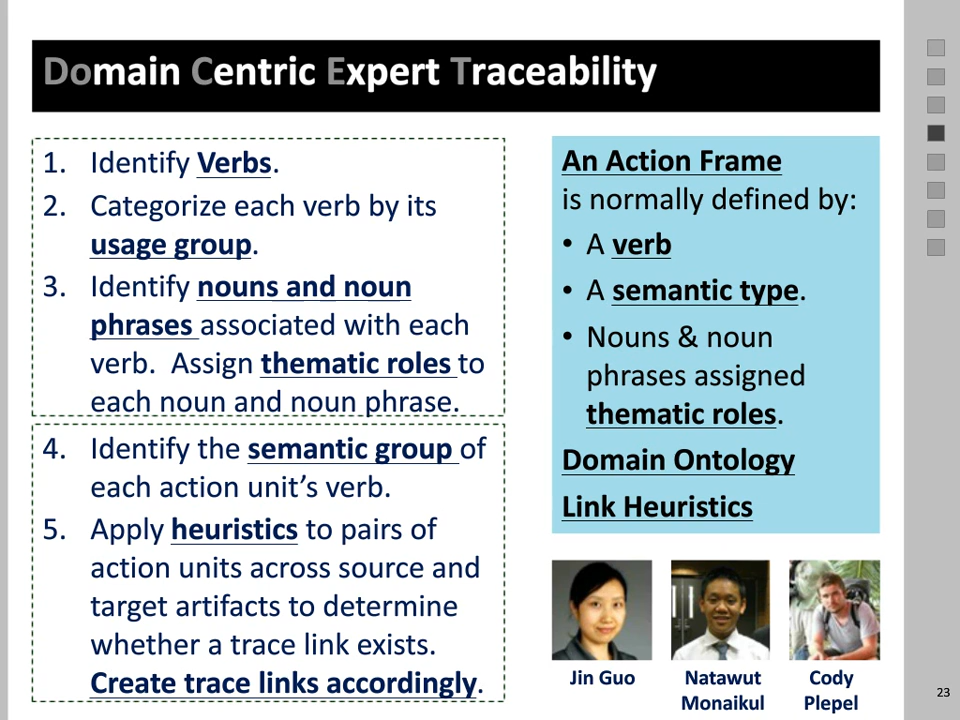 Domain Centric Expert Traceability
1. Identify Verbs.
2. Categorize each verb by its
usage group.
3. Identify nouns and noun
phrases associated with each
verb. Assign thematic roles to
each noun and noun phrase.
4. Identify the semantic group of
each action unit’s verb.
5. Apply heuristics to pairs of
action units across source and
target artifacts to determine
whether a trace link exists.
Create trace links accordingly.
An Action Frame
is normally defined by:
• A verb
• A semantic type.
• Nouns & noun
phrases assigned
thematic roles.
Domain Ontology
Link Heuristics
Jin Guo
Natawut
Monaikul
Cody
Plepel
23